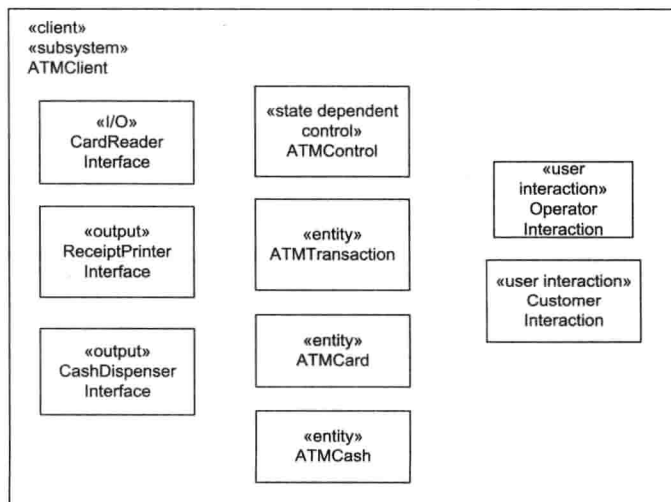 «client»
«subsystem»
ATMClient
«I/O»
CardReader
Interface
«output»
ReceiptPrinter
Interface
«output»
CashDispenser
Interface
«state dependent
control»
ATMControl
«entity»
ATMTransaction
«entity»
ATMCard
«entity»
ATMCash
«user
interaction»
Operator
Interaction
«user interaction»
Customer
Interaction